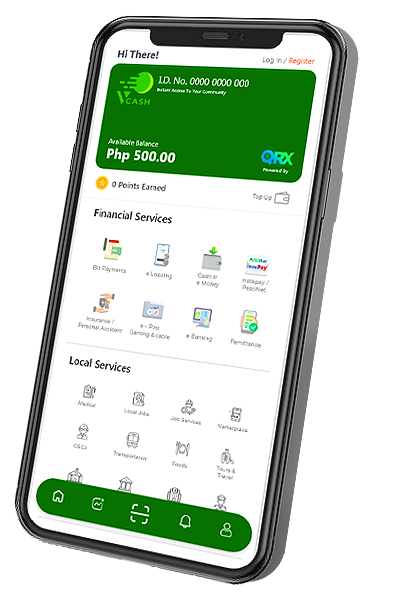 Hi There!
Log In / Register
I.D. No. 0000 0000 000
Instant Access To Your Community
VCASH
Available Balance
Php 500.00
QRX
Powered By
0 Points Earned
Top Up
Financial Services
Bill Payments
e Loading
Cash In
e Money
Instapay /
PesoNet
Insurance /
Personal Accident
e - Pins
Gaming & cable
e Banking
Remittance
Local Services
Medical
Local Jobs
Job Services
Marketplace
Transportation
Foods
Tours &
Travel